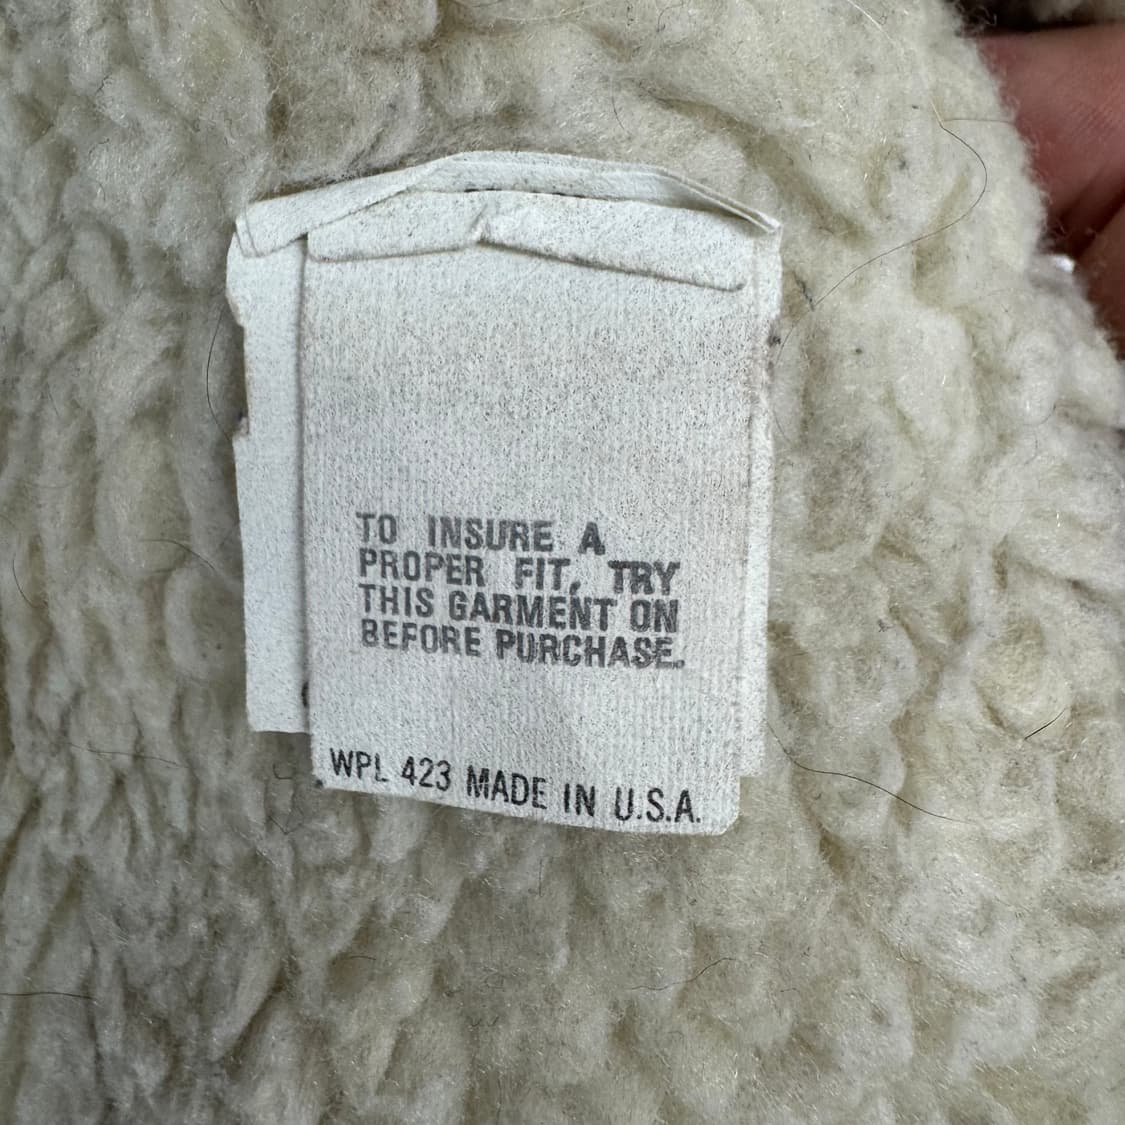 TO INSURE A
PROPER FIT, TRY
THIS GARMENT ON
BEFORE PURCHASE.
WPL 423 MADE IN U.S.A.